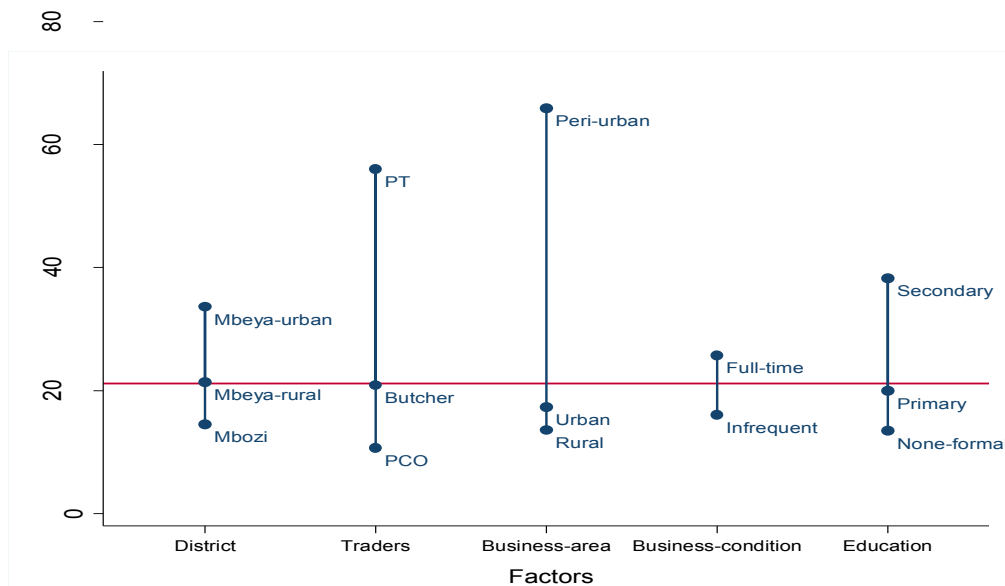 80
60
40
20
0
Peri-urban
PT
Secondary
Mbeya-urban
Full-time
Mbeya-rural
Butcher
Primary
Urban
Infrequent
Mbozi
Rural
None-forma
PCO
District
Traders
Business-area
Business-condition
Education
Factors